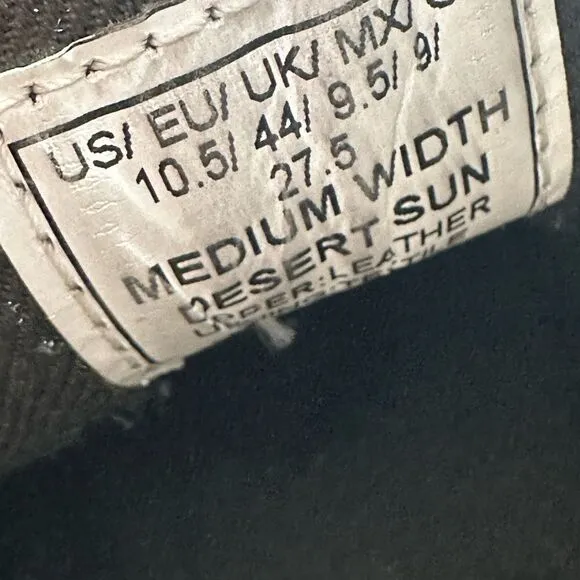 US/ EU/ UK/ MX/ C
10.5/ 44/ 9.5/ 9/
27.5
MEDIUM WIDTH
DESERT SUN
UPPER:LEATHER